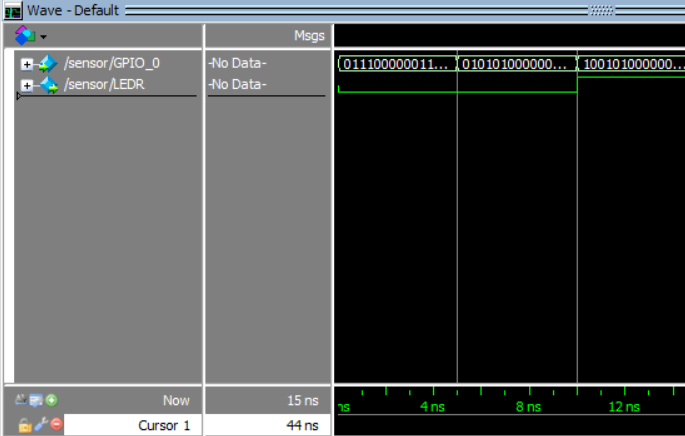 Wave - Default
Msgs
/sensor/GPIO_0 -No Data- 011100000011... 010101000000... 100101000000...
/sensor/LEDR -No Data-
Now 15 ns
ns 4 ns 8 ns 12 ns
Cursor 1 44 ns